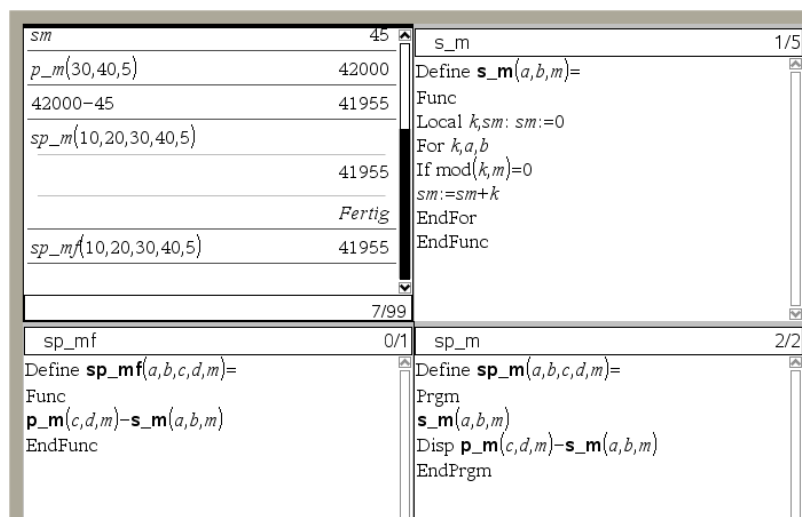 sm 45
p_m(30,40,5) 42000
42000−45 41955
sp_m(10,20,30,40,5)
41955
Fertig
sp_mf(10,20,30,40,5) 41955
7/99
s_m 1/5
Define s_m(a,b,m)=
Func
Local k,sm: sm:=0
For k,a,b
If mod(k,m)=0
sm:=sm+k
EndFor
EndFunc
sp_mf 0/1
Define sp_mf(a,b,c,d,m)=
Func
p_m(c,d,m)−s_m(a,b,m)
EndFunc
sp_m 2/2
Define sp_m(a,b,c,d,m)=
Prgm
s_m(a,b,m)
Disp p_m(c,d,m)−s_m(a,b,m)
EndPrgm